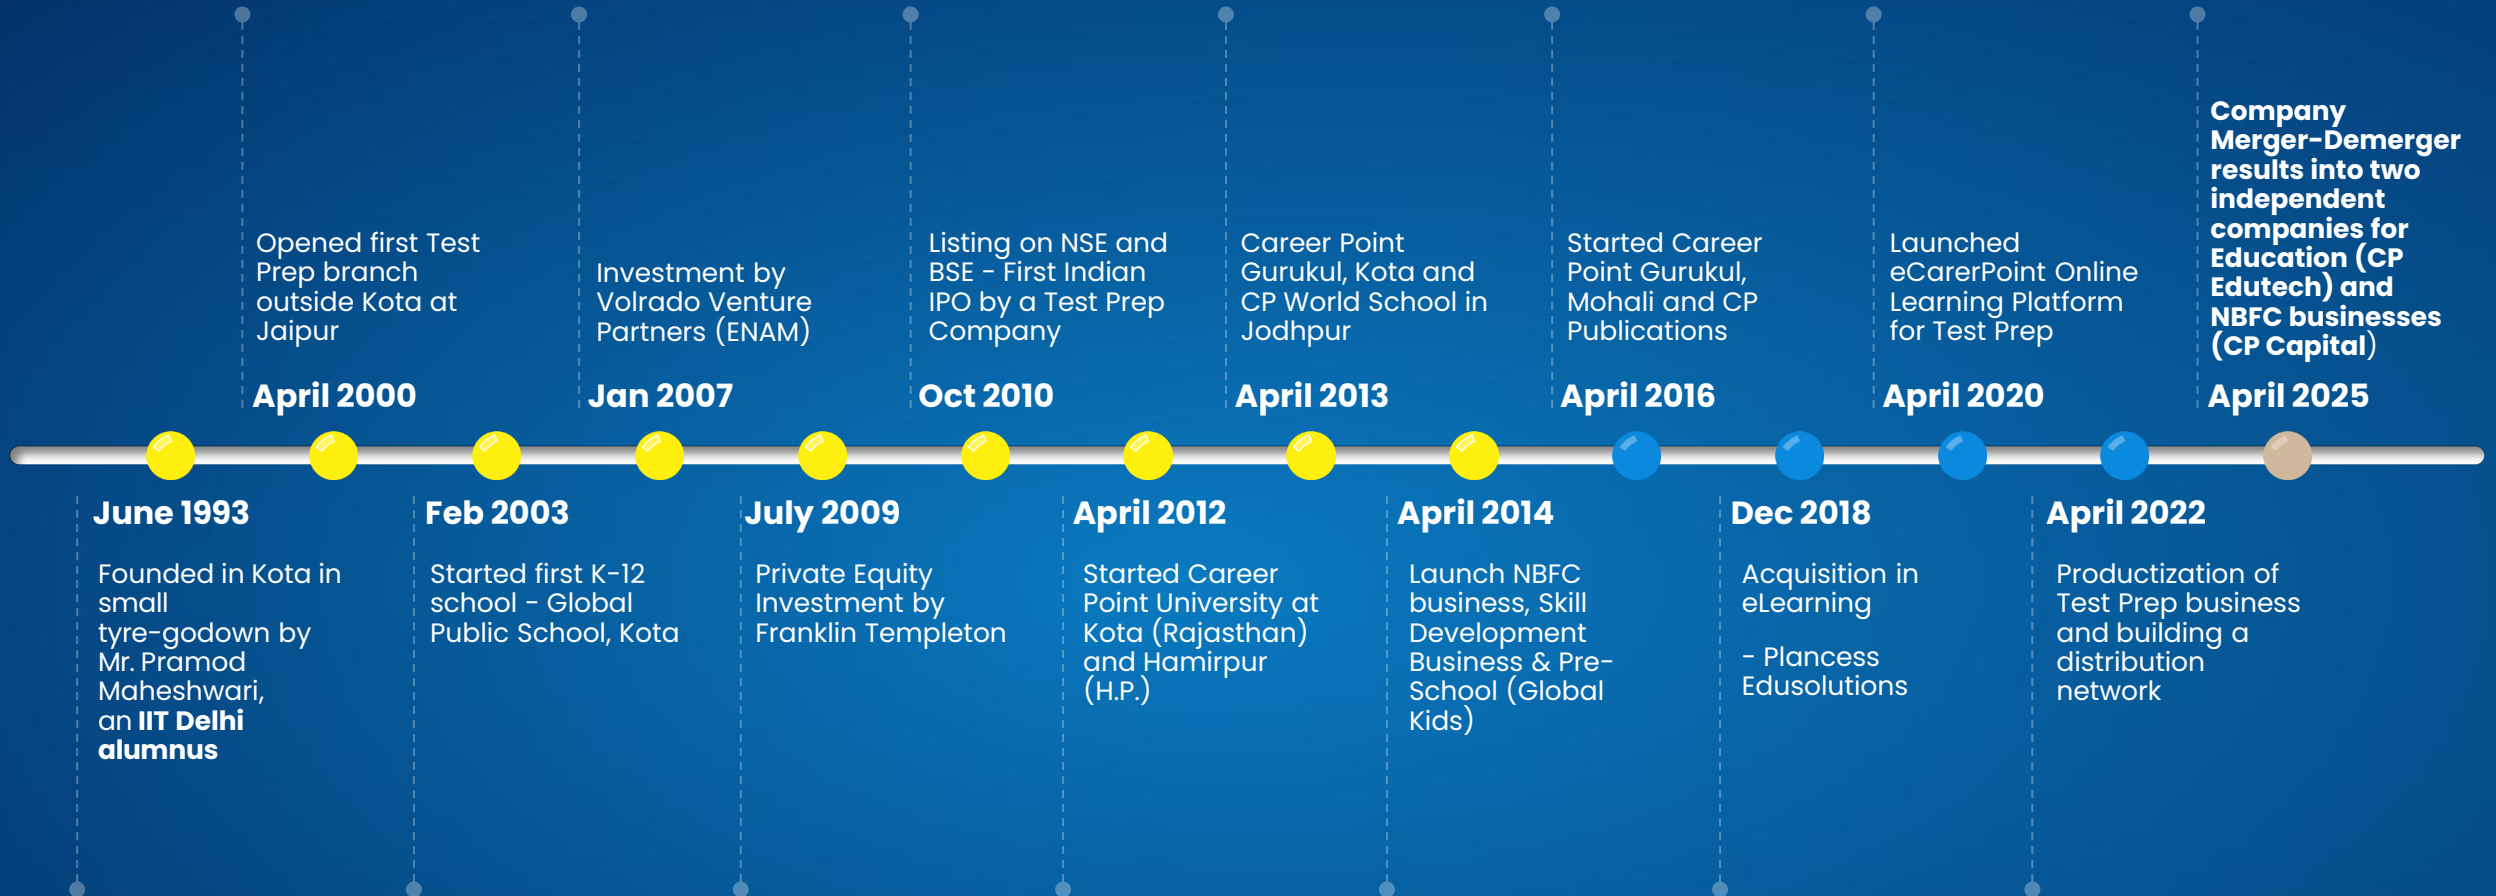 Opened first Test
Prep branch
outside Kota at
Jaipur
April 2000
Investment by
Volrado Venture
Partners (ENAM)
Jan 2007
Listing on NSE and
BSE - First Indian
IPO by a Test Prep
Company
Oct 2010
Career Point
Gurukul, Kota and
CP World School in
Jodhpur
April 2013
Started Career
Point Gurukul,
Mohali and CP
Publications
April 2016
Launched
eCarerPoint Online
Learning Platform
for Test Prep
April 2020
Company
Merger-Demerger
results into two
independent
companies for
Education (CP
Edutech) and
NBFC businesses
(CP Capital)
April 2025
June 1993
Founded in Kota in
small
tyre-godown by
Mr. Pramod
Maheshwari,
an IIT Delhi
alumnus
Feb 2003
Started first K-12
school - Global
Public School, Kota
July 2009
Private Equity
Investment by
Franklin Templeton
April 2012
Started Career
Point University at
Kota (Rajasthan)
and Hamirpur
(H.P.)
April 2014
Launch NBFC
business, Skill
Development
Business & Pre-
School (Global
Kids)
Dec 2018
Acquisition in
eLearning
- Plancess
Edusolutions
April 2022
Productization of
Test Prep business
and building a
distribution
network